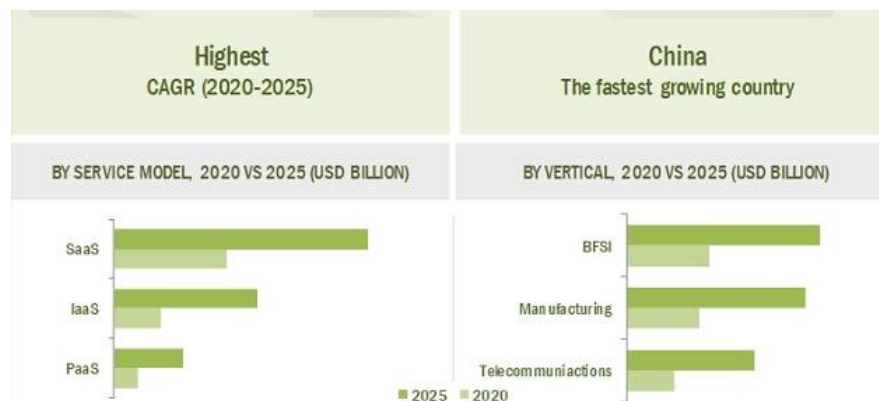 Highest
CAGR (2020-2025)
China
The fastest growing country
BY SERVICE MODEL, 2020 VS 2025 (USD BILLION)
BY VERTICAL, 2020 VS 2025 (USD BILLION)
SaaS
IaaS
PaaS
BFSI
Manufacturing
Telecommuniactions
2025 2020